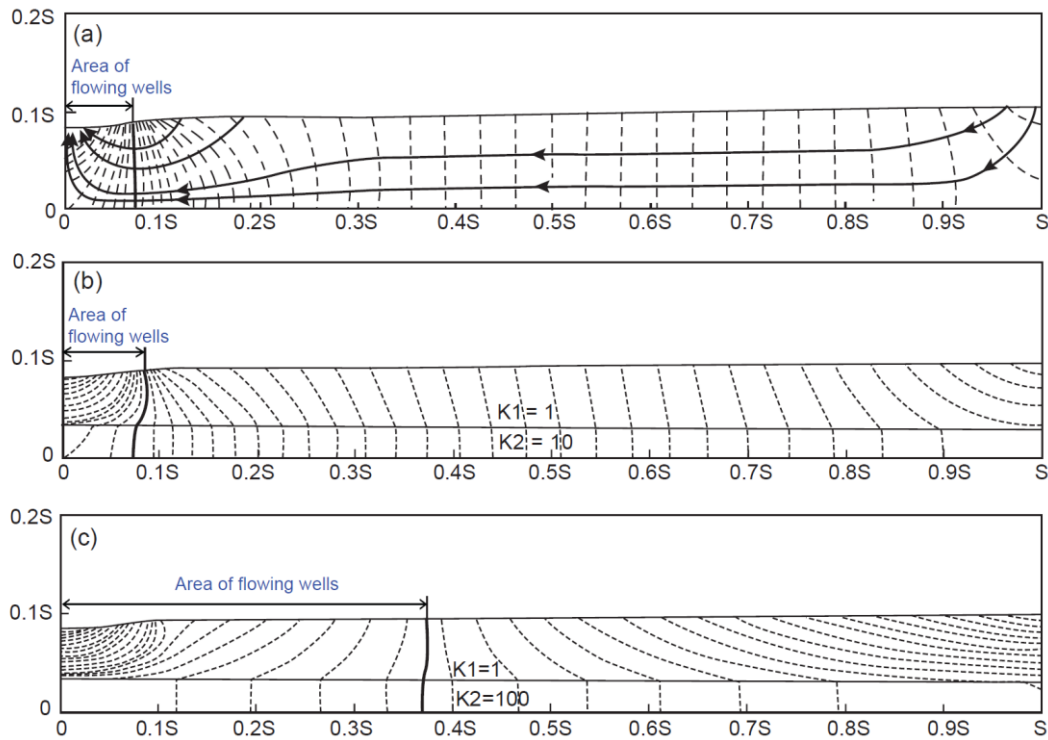 0.2S
(a)
Area of
flowing wells
0.1S
0
0 0.1S 0.2S 0.3S 0.4S 0.5S 0.6S 0.7S 0.8S 0.9S S
0.2S
(b)
Area of
flowing wells
0.1S
K1= 1
K2 = 10
0
0 0.1S 0.2S 0.3S 0.4S 0.5S 0.6S 0.7S 0.8S 0.9S S
0.2S
(c)
Area of flowing wells
0.1S
K1=1
K2=100
0
0 0.1S 0.2S 0.3S 0.4S 0.5S 0.6S 0.7S 0.8S 0.9S S